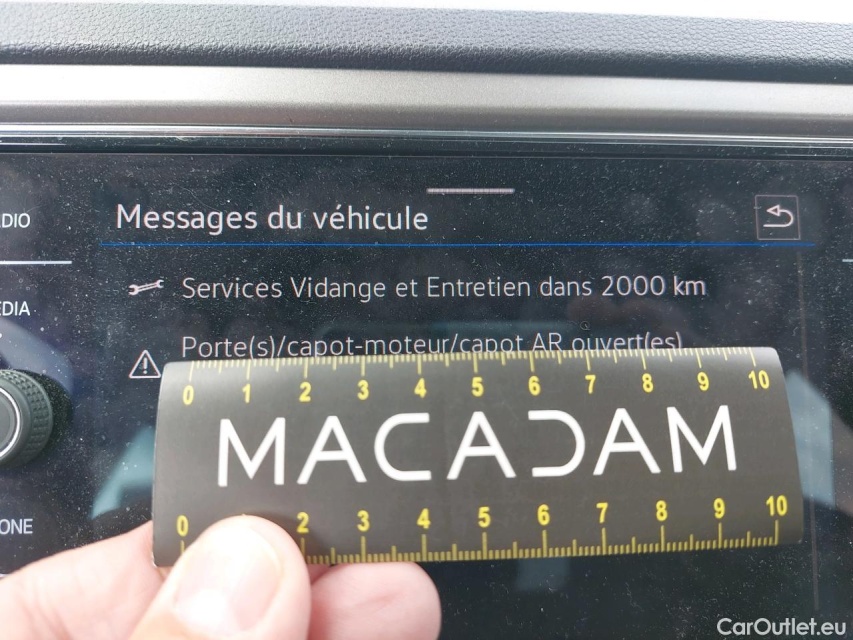 Messages du véhicule
DIO
Services Vidange et Entretien dans 2000 km
EDIA
Porte(s)/capot-moteur/capot AR ouvert(es)
0 1 2 3 4 5 6 7 8 9 10
MACADAM
0 2 3 4 5 6 7 8 9 10
ONE
CarOutlet.eu